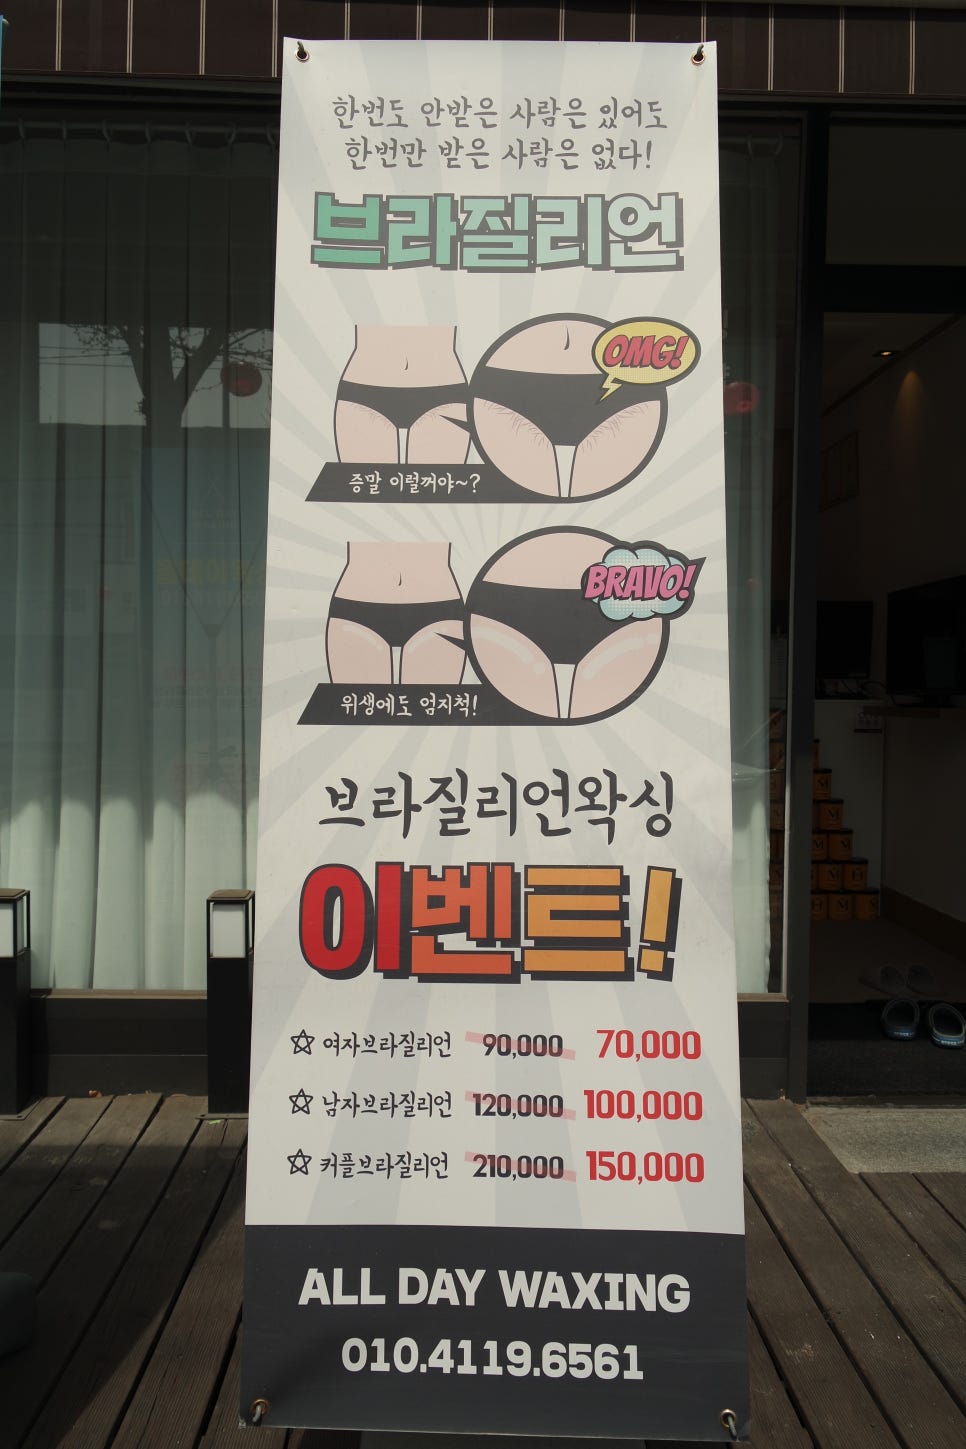 한번도 안받은 사람은 있어도
한번만 받은 사람은 없다!
브라질리언
OMG!
증말 이럴꺼야~?
BRAVO!
위생에도 엄지척!
브라질리언왁싱
이벤트!
☆ 여자브라질리언 90,000 70,000
☆ 남자브라질리언 120,000 100,000
☆ 커플브라질리언 210,000 150,000
ALL DAY WAXING
010.4119.6561